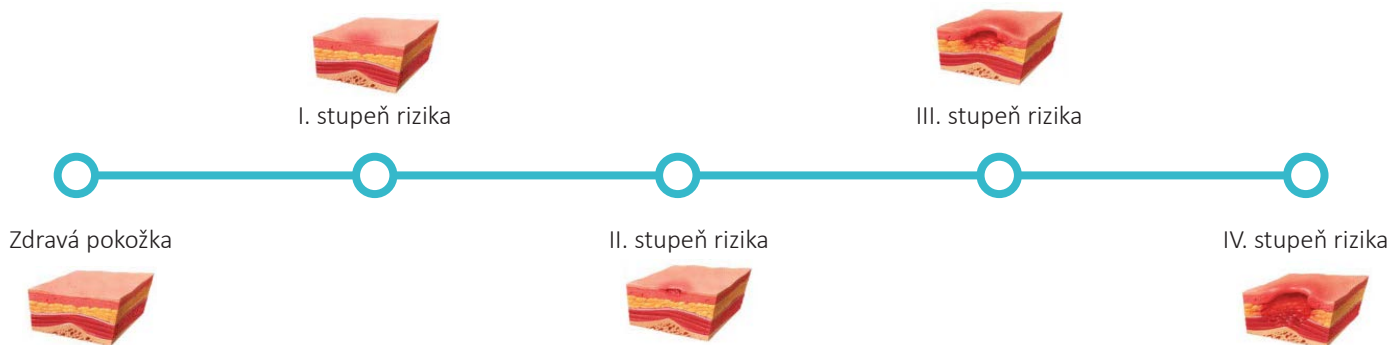 I. stupeň rizika
III. stupeň rizika
Zdravá pokožka
II. stupeň rizika
IV. stupeň rizika